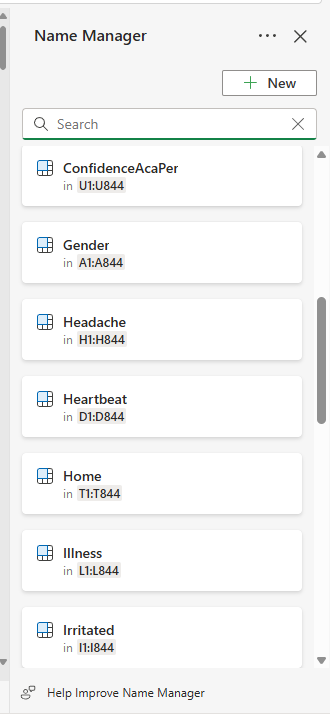 Name Manager
New
Search
ConfidenceAcaPer
in U1:U844
Gender
in A1:A844
Headache
in H1:H844
Heartbeat
in D1:D844
Home
in T1:T844
Illness
in L1:L844
Irritated
in I1:I844
Help Improve Name Manager